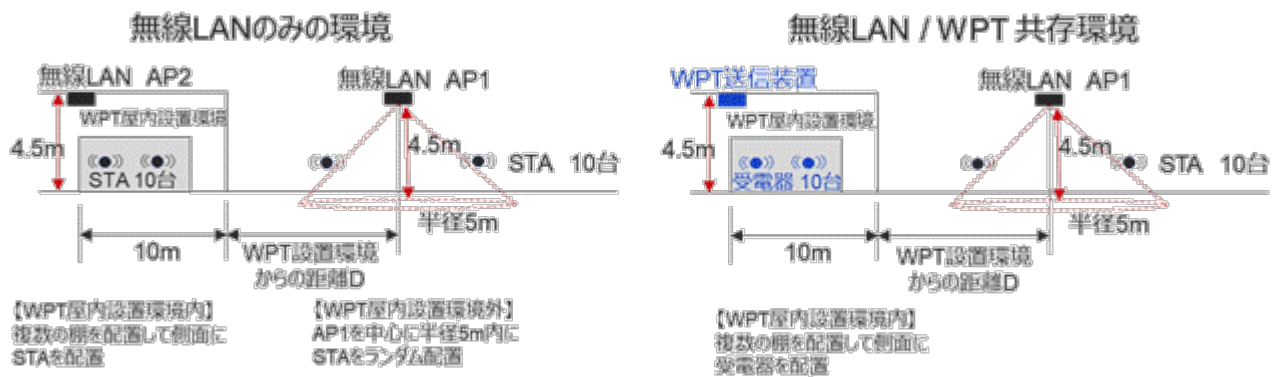 無線LANのみの環境
無線LAN AP2
無線LAN AP1
WPT屋内設置環境
4.5m
4.5m
STA 10台
STA 10台
半径5m
10m
WPT設置環境
からの距離D
【WPT屋内設置環境内】
複数の棚を配置して側面に
STAを配置
【WPT屋内設置環境外】
AP1を中心に半径5m内に
STAをランダム配置
無線LAN / WPT 共存環境
WPT送信装置
無線LAN AP1
WPT屋内設置環境
4.5m
4.5m
受電器 10台
STA 10台
半径5m
10m
WPT設置環境
からの距離D
【WPT屋内設置環境内】
複数の棚を配置して側面に
受電器を配置